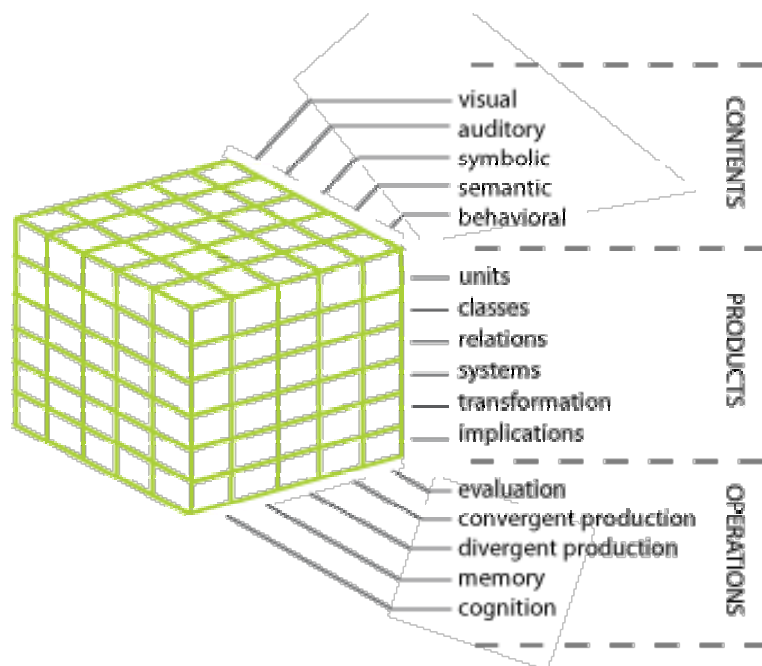 visual
auditory
symbolic
semantic
behavioral
CONTENTS
units
classes
relations
systems
transformation
implications
PRODUCTS
evaluation
convergent production
divergent production
memory
cognition
OPERATIONS